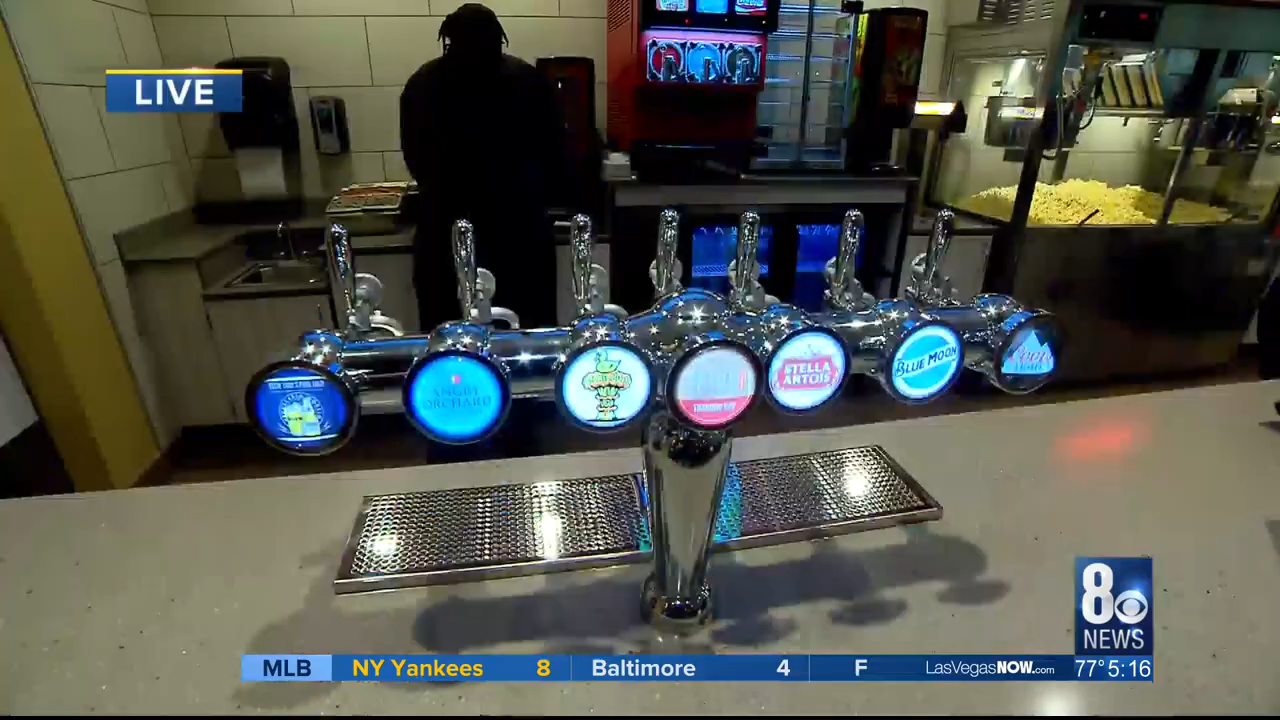 LIVE
ANGRY
ORCHARD
STELLA
ARTOIS
BLUE MOON
Coors
LIGHT
8
NEWS
MLB NY Yankees 8 Baltimore 4 F LasVegasNOW.com 77° 5:16